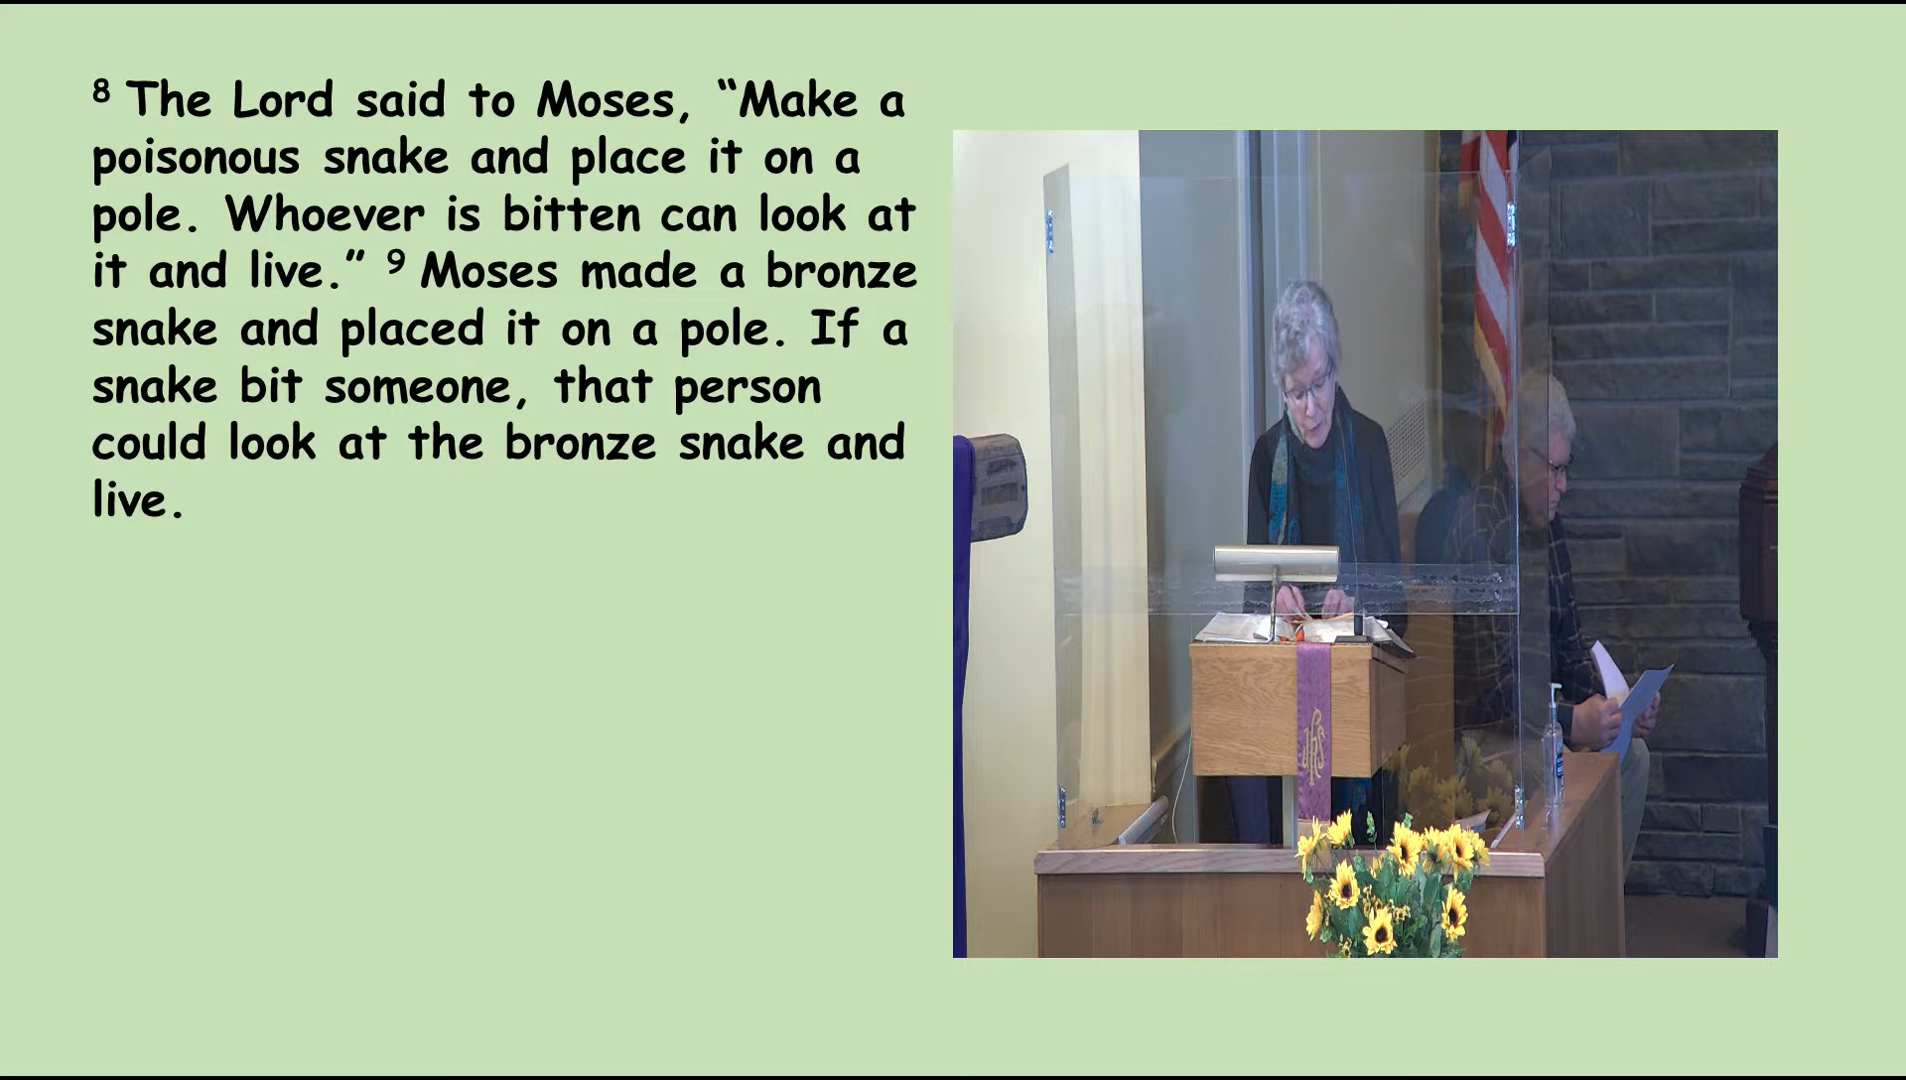 8 The Lord said to Moses, “Make a
poisonous snake and place it on a
pole. Whoever is bitten can look at
it and live.” 9 Moses made a bronze
snake and placed it on a pole. If a
snake bit someone, that person
could look at the bronze snake and
live.
IHS